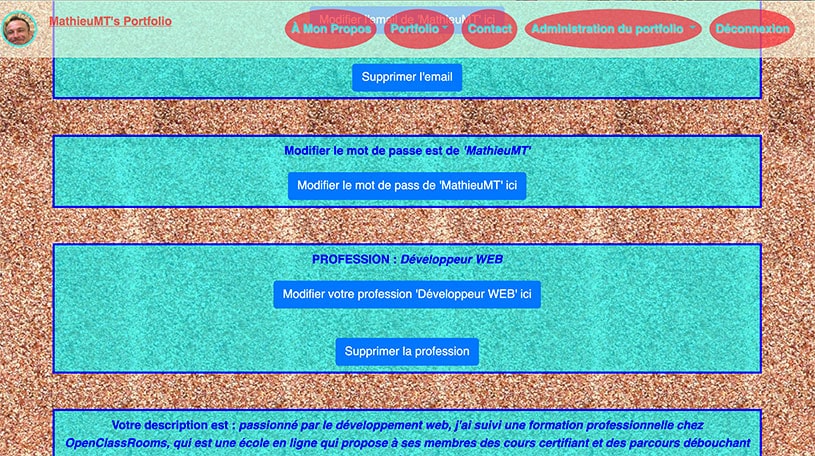 MathieuMT's Portfolio
Modifier l'email de 'MathieuMT' ici
À Mon Propos
Portfolio
Contact
Administration du portfolio
Déconnexion
Supprimer l'email
Modifier le mot de passe est de 'MathieuMT'
Modifier le mot de pass de 'MathieuMT' ici
PROFESSION : Développeur WEB
Modifier votre profession 'Développeur WEB' ici
Supprimer la profession
Votre description est : passionné par le développement web, j'ai suivi une formation professionnelle chez
OpenClassRooms, qui est une école en ligne qui propose à ses membres des cours certifiant et des parcours débouchant